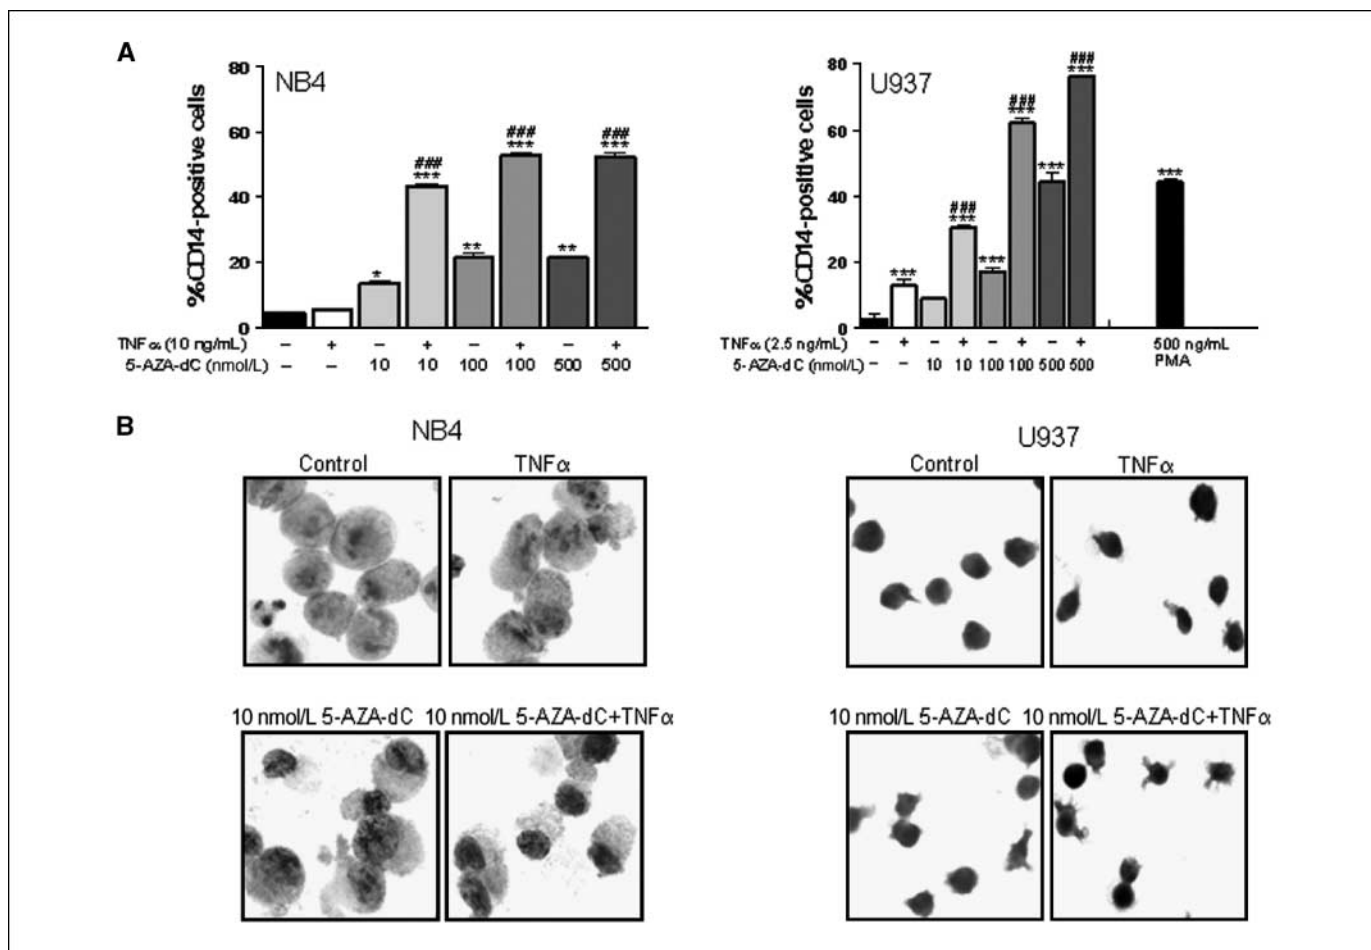 A
NB4
%CD14-positive cells
80
60
40
20
0
* *** ### ** *** ### ** *** ###
TNFα (10 ng/mL) – + – + – + – +
5-AZA-dC (nmol/L) – – 10 10 100 100 500 500
U937
%CD14-positive cells
80
60
40
20
0
*** *** ### *** *** ### *** *** ### ***
TNFα (2.5 ng/mL) – + – + – + – + 500 ng/mL
5-AZA-dC (nmol/L) – – 10 10 100 100 500 500 PMA
B
NB4
Control TNFα
10 nmol/L 5-AZA-dC 10 nmol/L 5-AZA-dC+TNFα
U937
Control TNFα
10 nmol/L 5-AZA-dC 10 nmol/L 5-AZA-dC+TNFα